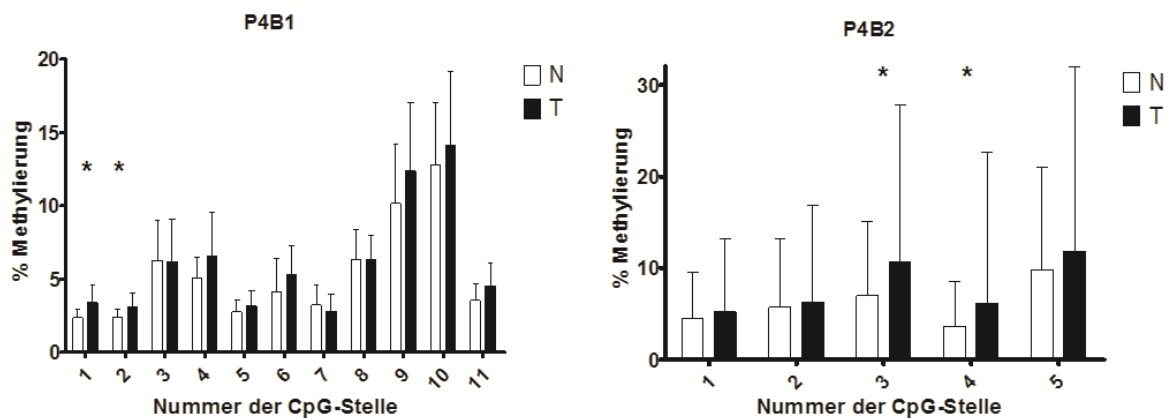 P4B1
20
15
10
5
0
% Methylierung
* *
N
T
1 2 3 4 5 6 7 8 9 10 11
Nummer der CpG-Stelle
P4B2
30
20
10
0
% Methylierung
* *
N
T
1 2 3 4 5
Nummer der CpG-Stelle